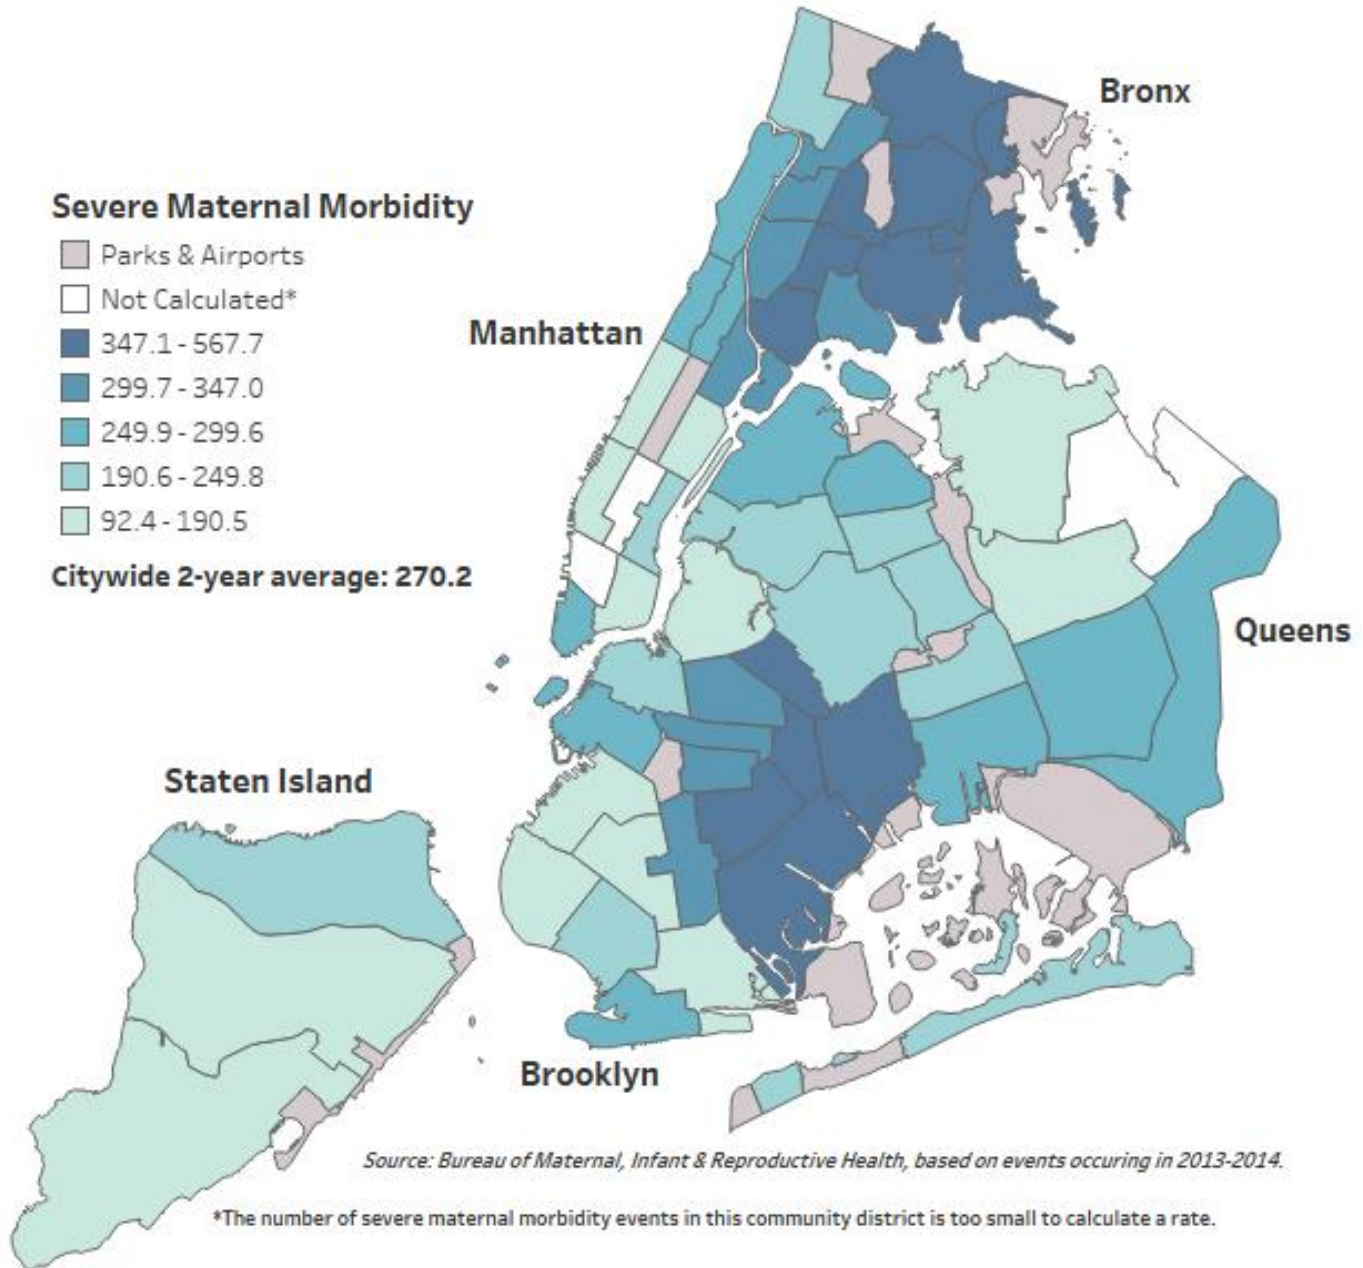 Bronx
Severe Maternal Morbidity
Parks & Airports
Not Calculated*
347.1 - 567.7
299.7 - 347.0
249.9 - 299.6
190.6 - 249.8
92.4 - 190.5
Citywide 2-year average: 270.2
Manhattan
Queens
Staten Island
Brooklyn
Source: Bureau of Maternal, Infant & Reproductive Health, based on events occuring in 2013-2014.
*The number of severe maternal morbidity events in this community district is too small to calculate a rate.